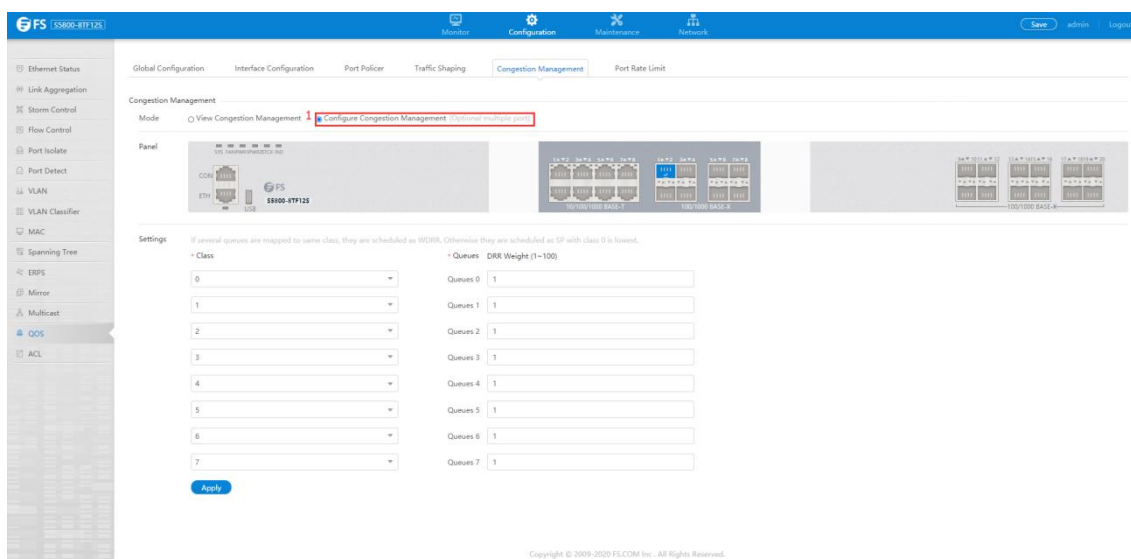 FS S5800-8TF12S
Monitor Configuration Maintenance Network
Save admin Logout
Ethernet Status
Link Aggregation
Storm Control
Flow Control
Port Isolate
Port Detect
VLAN
VLAN Classifier
MAC
Spanning Tree
ERPS
Mirror
Multicast
QOS
ACL
Global Configuration Interface Configuration Port Policer Traffic Shaping Congestion Management Port Rate Limit
Congestion Management
Mode View Congestion Management 1 Configure Congestion Management (Optional multiple port)
Panel
CON
ETH
USB
FS
S5800-8TF12S
10/100/1000 BASE-T
100/1000 BASE-X
100/1000 BASE-X
Settings If several queues are mapped to same class, they are scheduled as WDRR. Otherwise they are scheduled as SP with class 0 is lowest.
* Class * Queues DRR Weight (1~100)
0 Queues 0 1
1 Queues 1 1
2 Queues 2 1
3 Queues 3 1
4 Queues 4 1
5 Queues 5 1
6 Queues 6 1
7 Queues 7 1
Apply
Copyright © 2009-2020 FS.COM Inc . All Rights Reserved.